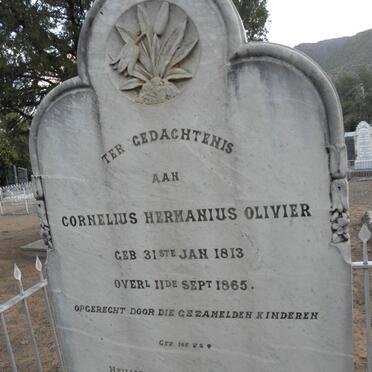 TER GEDACHTENIS
AAN
CORNELIUS HERMANIUS OLIVIER
GEB 31STE JAN 1813
OVERL 11DE SEPT 1865.
OPGERECHT DOOR DIE GEZAMELDEN KINDEREN